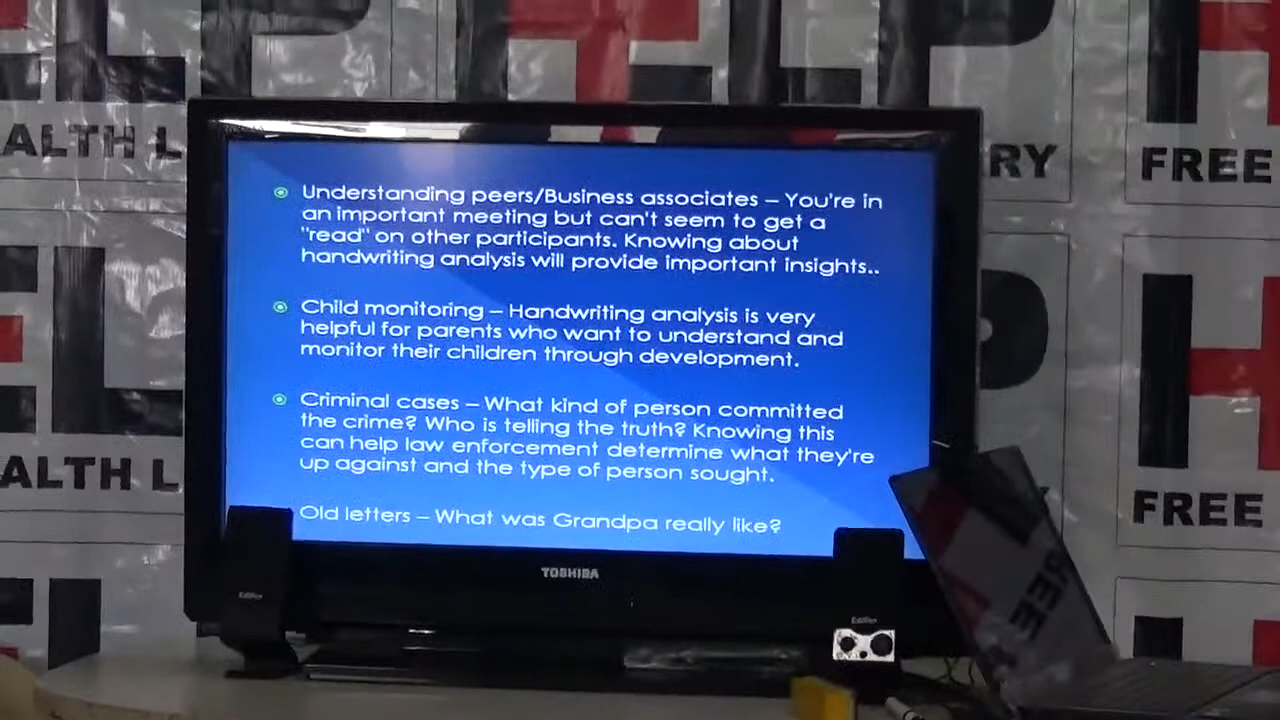 HELP
HEALTH L
RY
FREE
Understanding peers/Business associates – You're in
an important meeting but can't seem to get a
"read" on other participants. Knowing about
handwriting analysis will provide important insights..
Child monitoring – Handwriting analysis is very
helpful for parents who want to understand and
monitor their children through development.
Criminal cases – What kind of person committed
the crime? Who is telling the truth? Knowing this
can help law enforcement determine what they're
up against and the type of person sought.
Old letters – What was Grandpa really like?
ALTH L
FREE
TOSHIBA
Edifier
Edifier